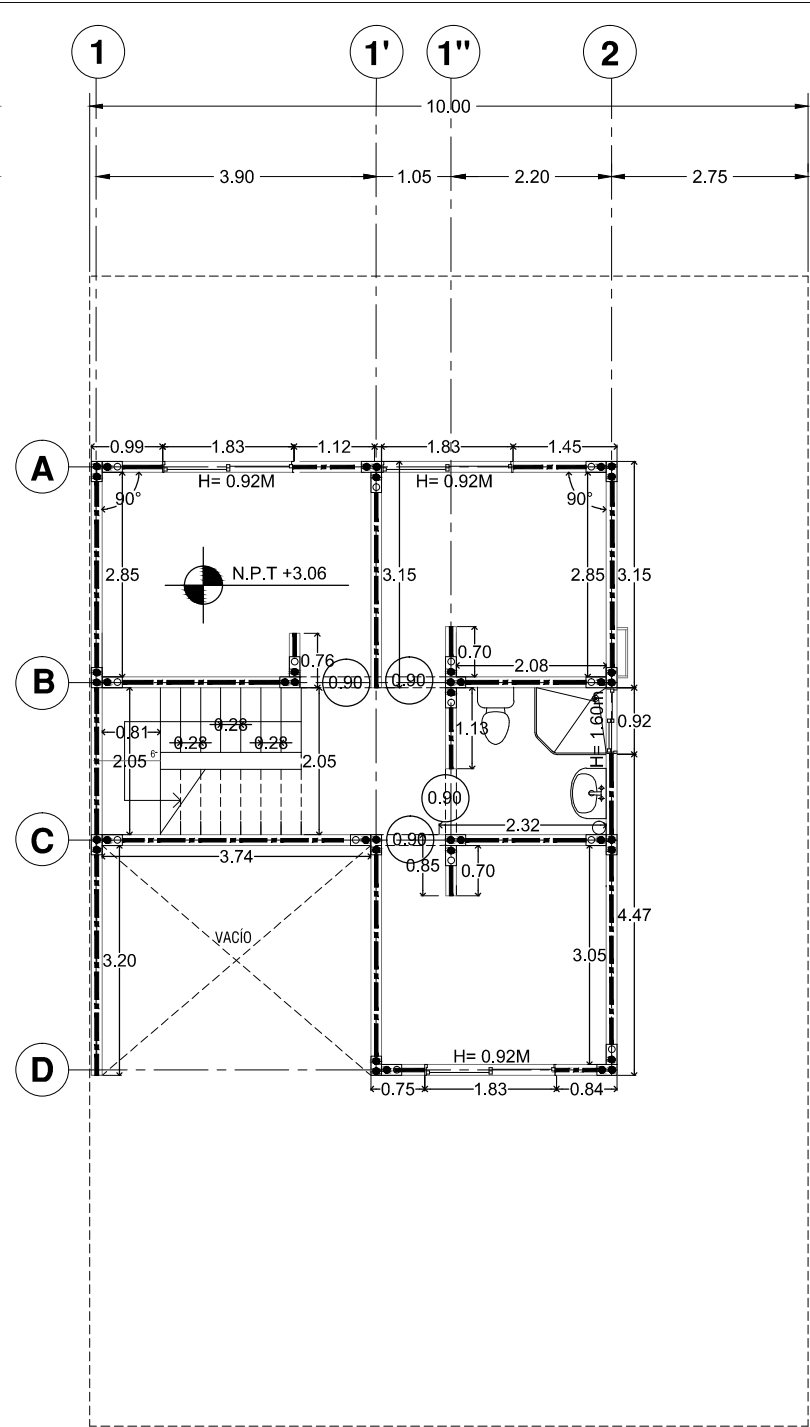 1 1' 1" 2
10.00
3.90 1.05 2.20 2.75
0.99 1.83 1.12 1.83 1.45
A
H= 0.92M H= 0.92M
90° 90°
N.P.T +3.06
2.85 3.15 2.85 3.15
0.76 0.70
2.08
B
0.90 0.90
0.81 0.28 1.13 0.92
0.28 0.28
H= 1.60m
2.05 6' 2.05
0.90
2.32
C
0.90
3.74 0.85 0.70
4.47
VACÍO
3.20 3.05
H= 0.92M
D
0.75 1.83 0.84